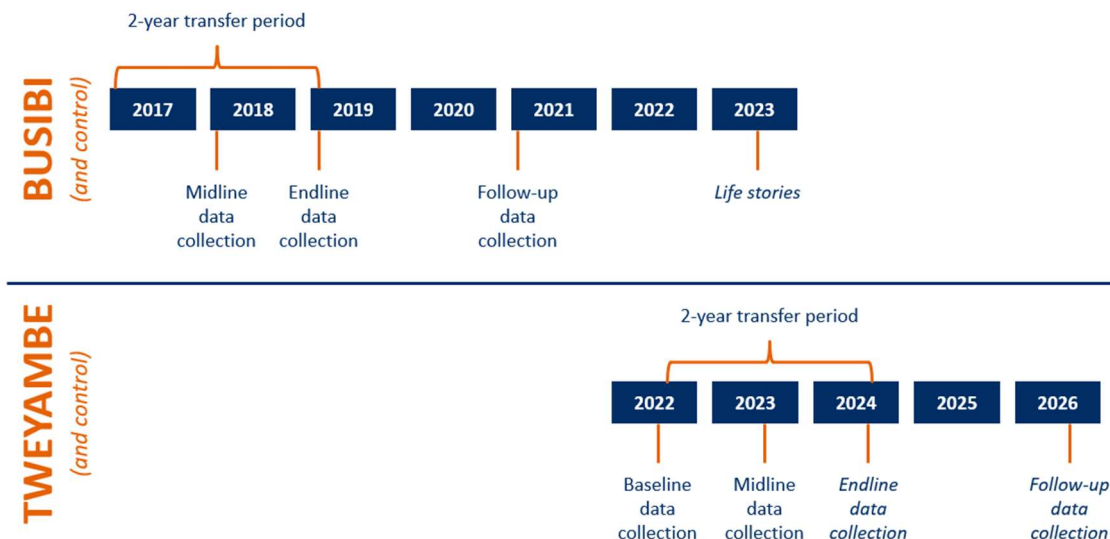 BUSIBI
(and control)
2-year transfer period
2017
2018
2019
2020
2021
2022
2023
Midline
data
collection
Endline
data
collection
Follow-up
data
collection
Life stories
TWEYAMBE
(and control)
2-year transfer period
2022
2023
2024
2025
2026
Baseline
data
collection
Midline
data
collection
Endline
data
collection
Follow-up
data
collection